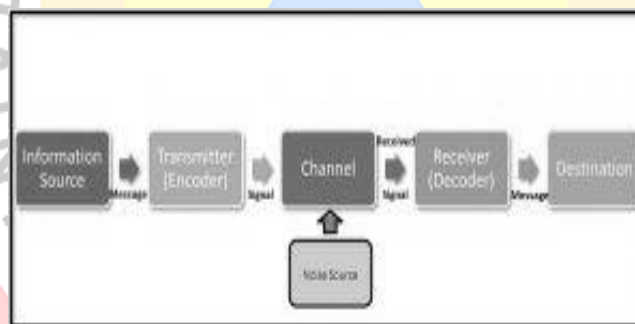 Information
Source
Message
Transmitter
(Encoder)
Signal
Channel
Received
Signal
Receiver
(Decoder)
Message
Destination
Noise Source